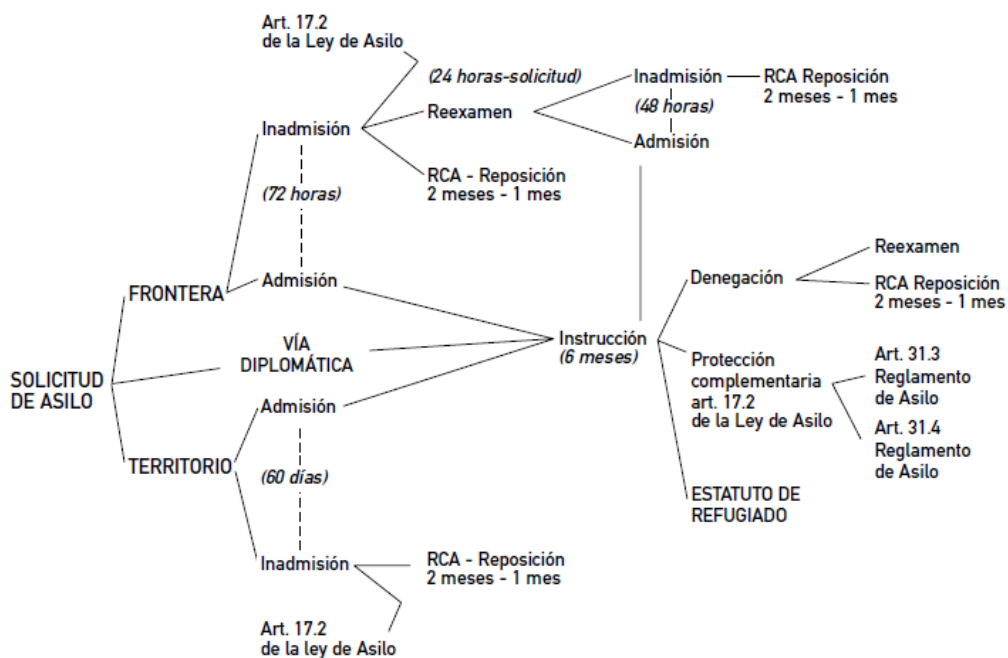 Art. 17.2
de la Ley de Asilo
(24 horas-solicitud)
Reexamen
Inadmisión
(48 horas)
Admisión
RCA Reposición
2 meses - 1 mes
Inadmisión
(72 horas)
Admisión
RCA - Reposición
2 meses - 1 mes
FRONTERA
VÍA
DIPLOMÁTICA
SOLICITUD
DE ASILO
TERRITORIO
Admisión
(60 días)
Inadmisión
RCA - Reposición
2 meses - 1 mes
Art. 17.2
de la ley de Asilo
Instrucción
(6 meses)
Denegación
Reexamen
RCA Reposición
2 meses - 1 mes
Protección
complementaria
art. 17.2
de la Ley de Asilo
Art. 31.3
Reglamento
de Asilo
Art. 31.4
Reglamento
de Asilo
ESTATUTO DE
REFUGIADO